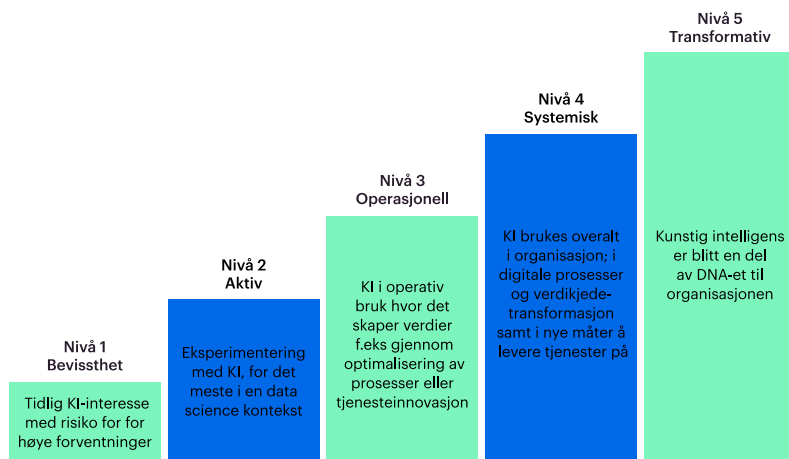 Nivå 1
Bevissthet
Tidlig KI-interesse
med risiko for for
høye forventninger
Nivå 2
Aktiv
Eksperimentering
med KI, for det
meste i en data
science kontekst
Nivå 3
Operasjonell
KI i operativ
bruk hvor det
skaper verdier
f.eks gjennom
optimalisering av
prosesser eller
tjenesteinnovasjon
Nivå 4
Systemisk
KI brukes overalt
i organisasjon; i
digitale prosesser
og verdikjede-
transformasjon
samt i nye måter å
levere tjenester på
Nivå 5
Transformativ
Kunstig intelligens
er blitt en del
av DNA-et til
organisasjonen